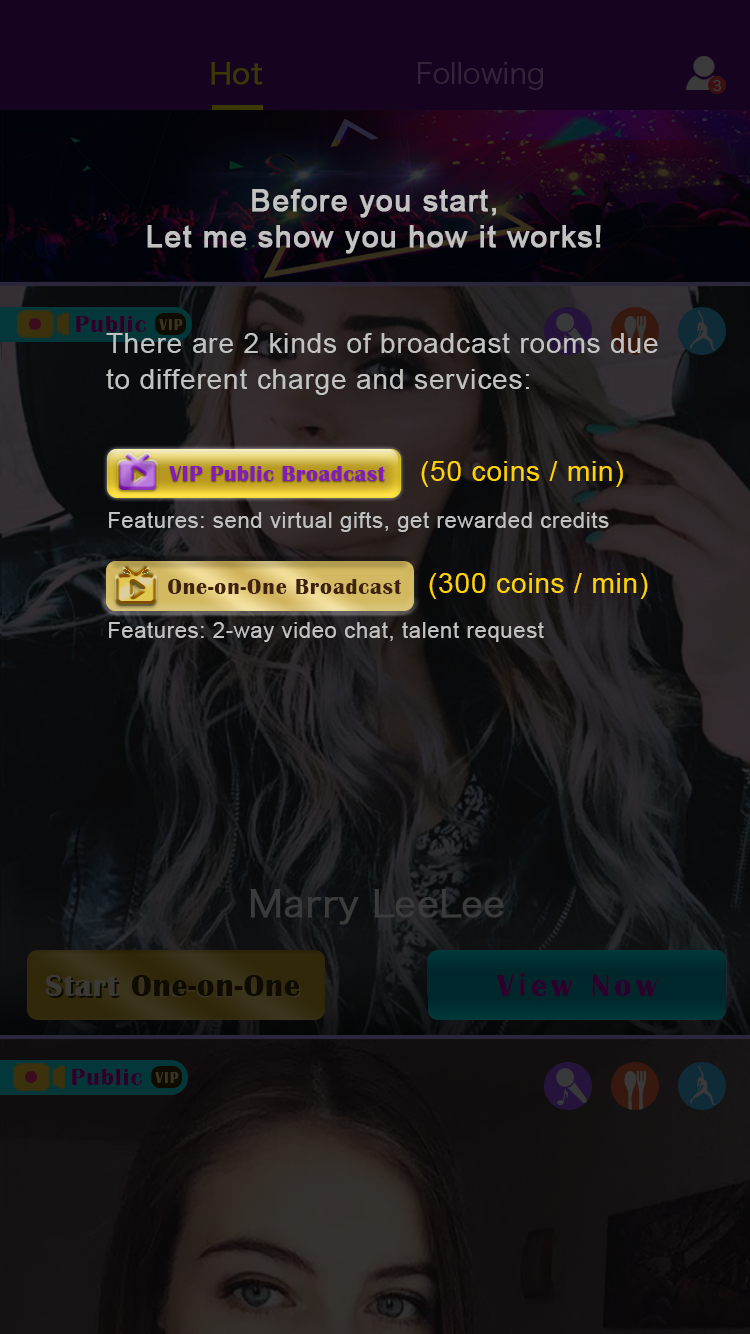 Hot
Following
3
Before you start,
Let me show you how it works!
Public VIP
There are 2 kinds of broadcast rooms due
to different charge and services:
VIP Public Broadcast (50 coins / min)
Features: send virtual gifts, get rewarded credits
One-on-One Broadcast (300 coins / min)
Features: 2-way video chat, talent request
Marry LeeLee
Start One-on-One
View Now
Public VIP